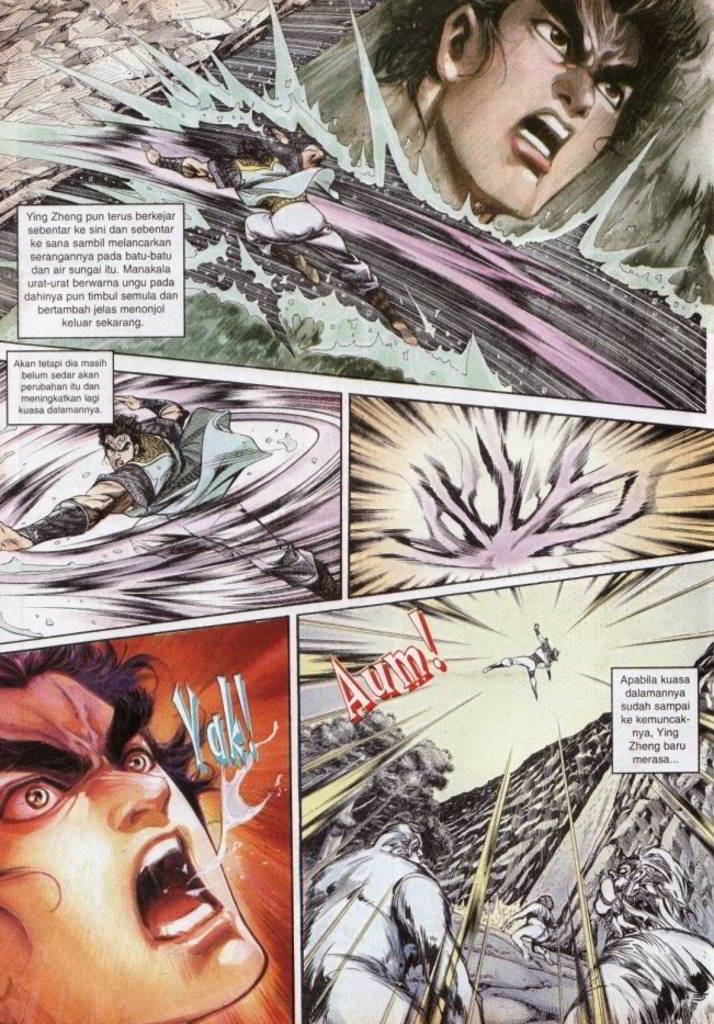 Ying Zheng pun terus berkejar
sebentar ke sini dan sebentar
ke sana sambil melancarkan
serangannya pada batu-batu
dan air sungai itu. Manakala
urat-urat berwarna ungu pada
dahinya pun timbul semula dan
bertambah jelas menonjol
keluar sekarang.
Akan tetapi dia masih
belum sedar akan
perubahan itu dan
meningkatkan lagi
kuasa dalamannya.
Yak!
Aum!
Apabila kuasa
dalamannya
sudah sampai
ke kemuncak-
nya, Ying
Zheng baru
merasa...